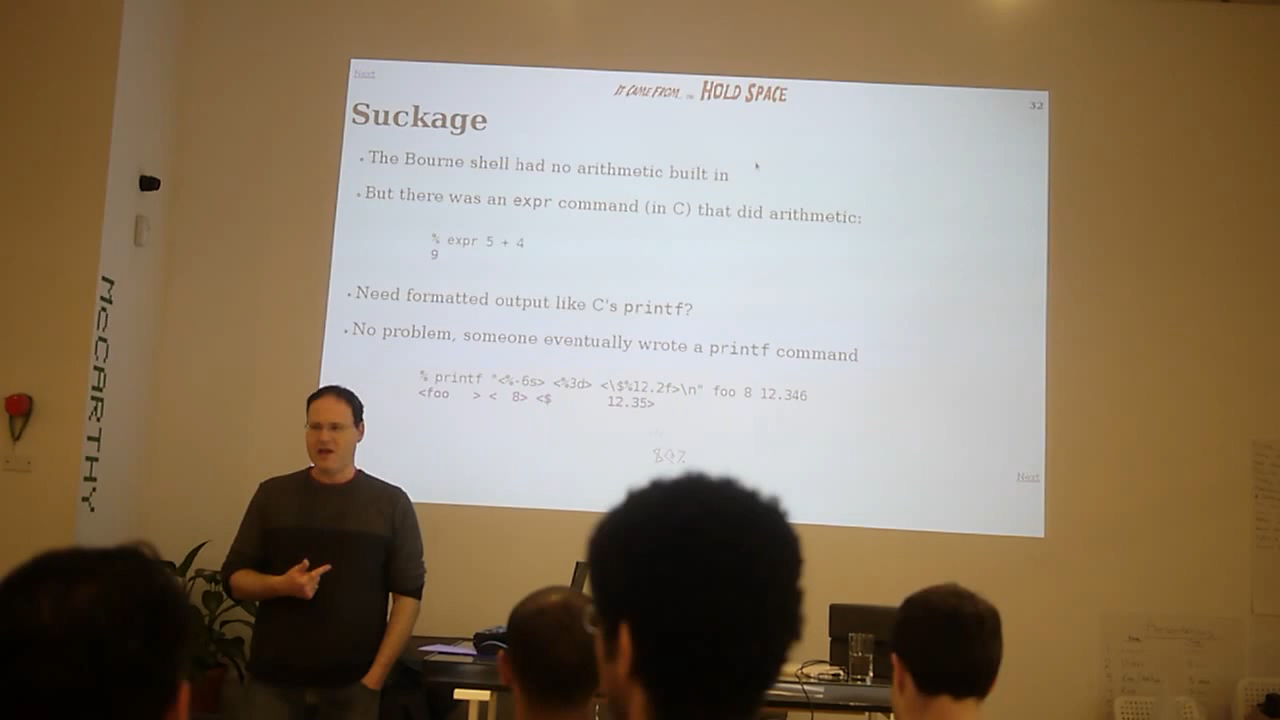 Next
IT CAME FROM... THE HOLD SPACE
32
Suckage
The Bourne shell had no arithmetic built in
But there was an expr command (in C) that did arithmetic:
% expr 5 + 4
9
Need formatted output like C's printf?
No problem, someone eventually wrote a printf command
% printf "<%-6s> <%3d> <\$%12.2f>\n" foo 8 12.346
<foo   > <  8> <$       12.35>
Next
MCCARTHY